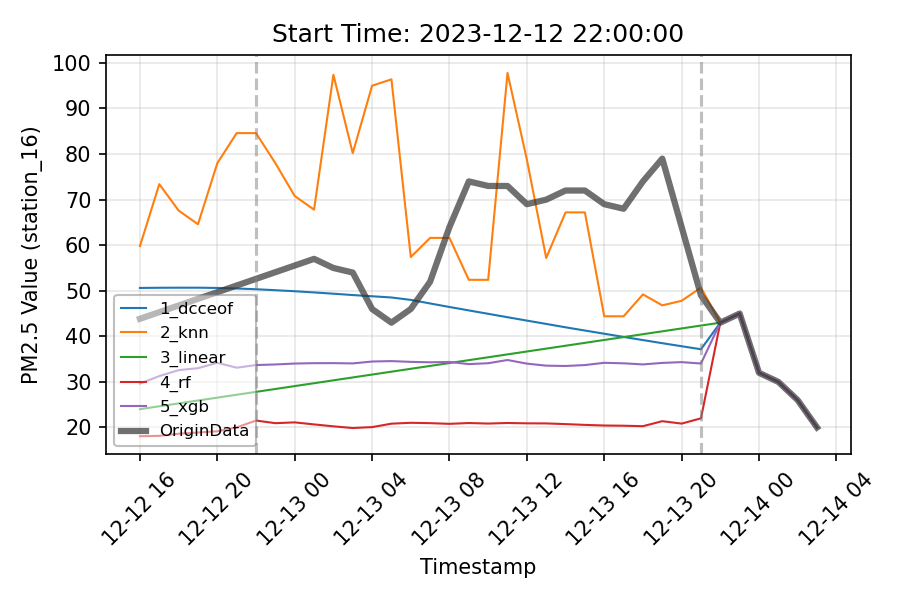 Start Time: 2023-12-12 22:00:00
PM2.5 Value (station_16)
100
90
80
70
60
50
40
30
20
1_dcceof
2_knn
3_linear
4_rf
5_xgb
OriginData
12-12 16
12-12 20
12-13 00
12-13 04
12-13 08
12-13 12
12-13 16
12-13 20
12-14 00
12-14 04
Timestamp